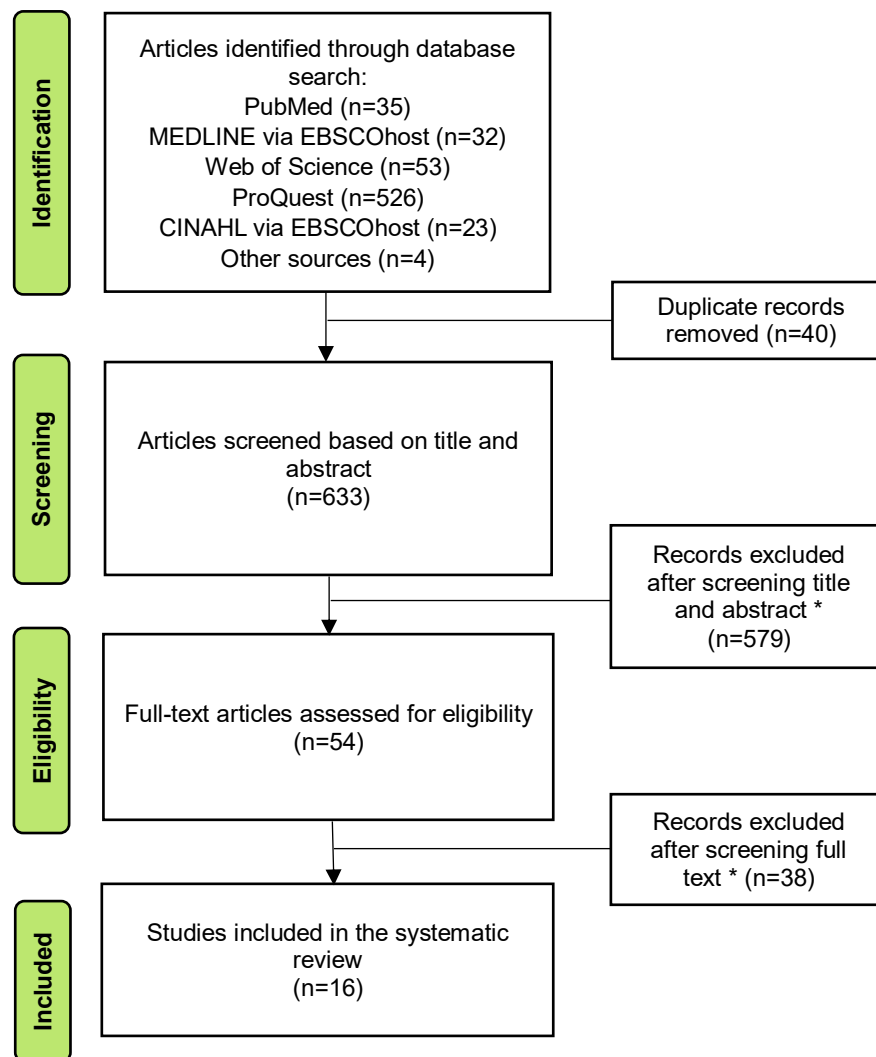 Identification
Articles identified through database
search:
PubMed (n=35)
MEDLINE via EBSCOhost (n=32)
Web of Science (n=53)
ProQuest (n=526)
CINAHL via EBSCOhost (n=23)
Other sources (n=4)
Duplicate records
removed (n=40)
Screening
Articles screened based on title and
abstract
(n=633)
Records excluded
after screening title
and abstract *
(n=579)
Eligibility
Full-text articles assessed for eligibility
(n=54)
Records excluded
after screening full
text * (n=38)
Included
Studies included in the systematic
review
(n=16)